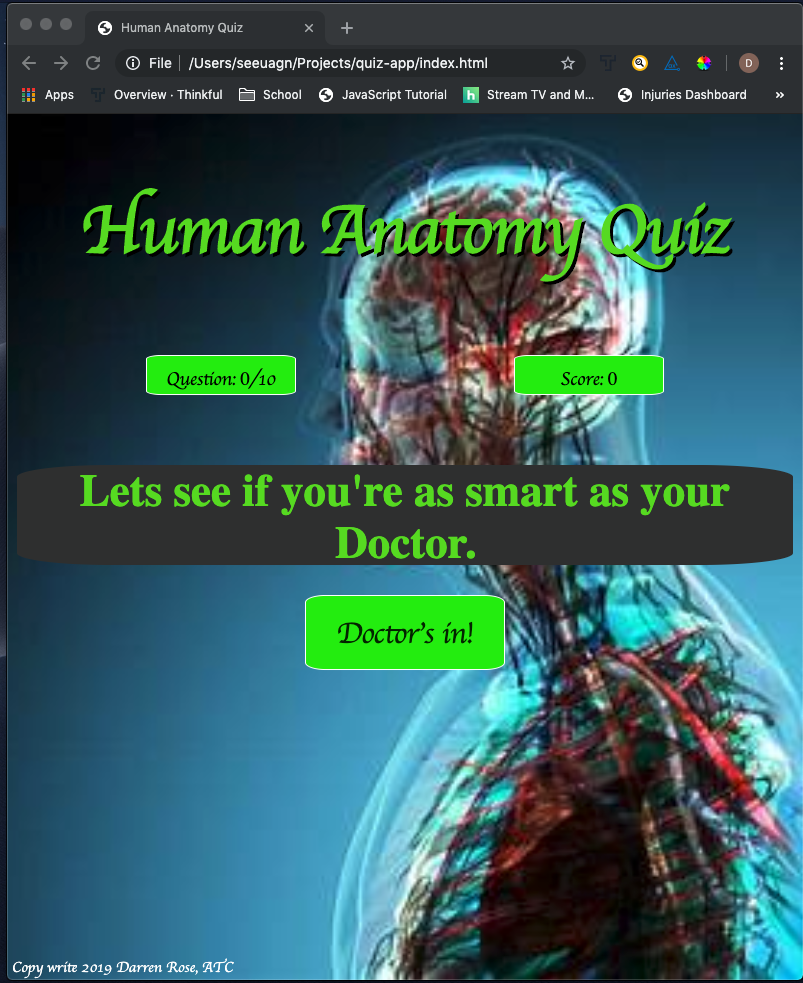 Human Anatomy Quiz
File
/Users/seeuagn/Projects/quiz-app/index.html
D
Apps
Overview · Thinkful
School
JavaScript Tutorial
h
Stream TV and M...
Injuries Dashboard
»
Human Anatomy Quiz
Question: 0/10
Score: 0
Lets see if you're as smart as your
Doctor.
Doctor's in!
Copy write 2019 Darren Rose, ATC